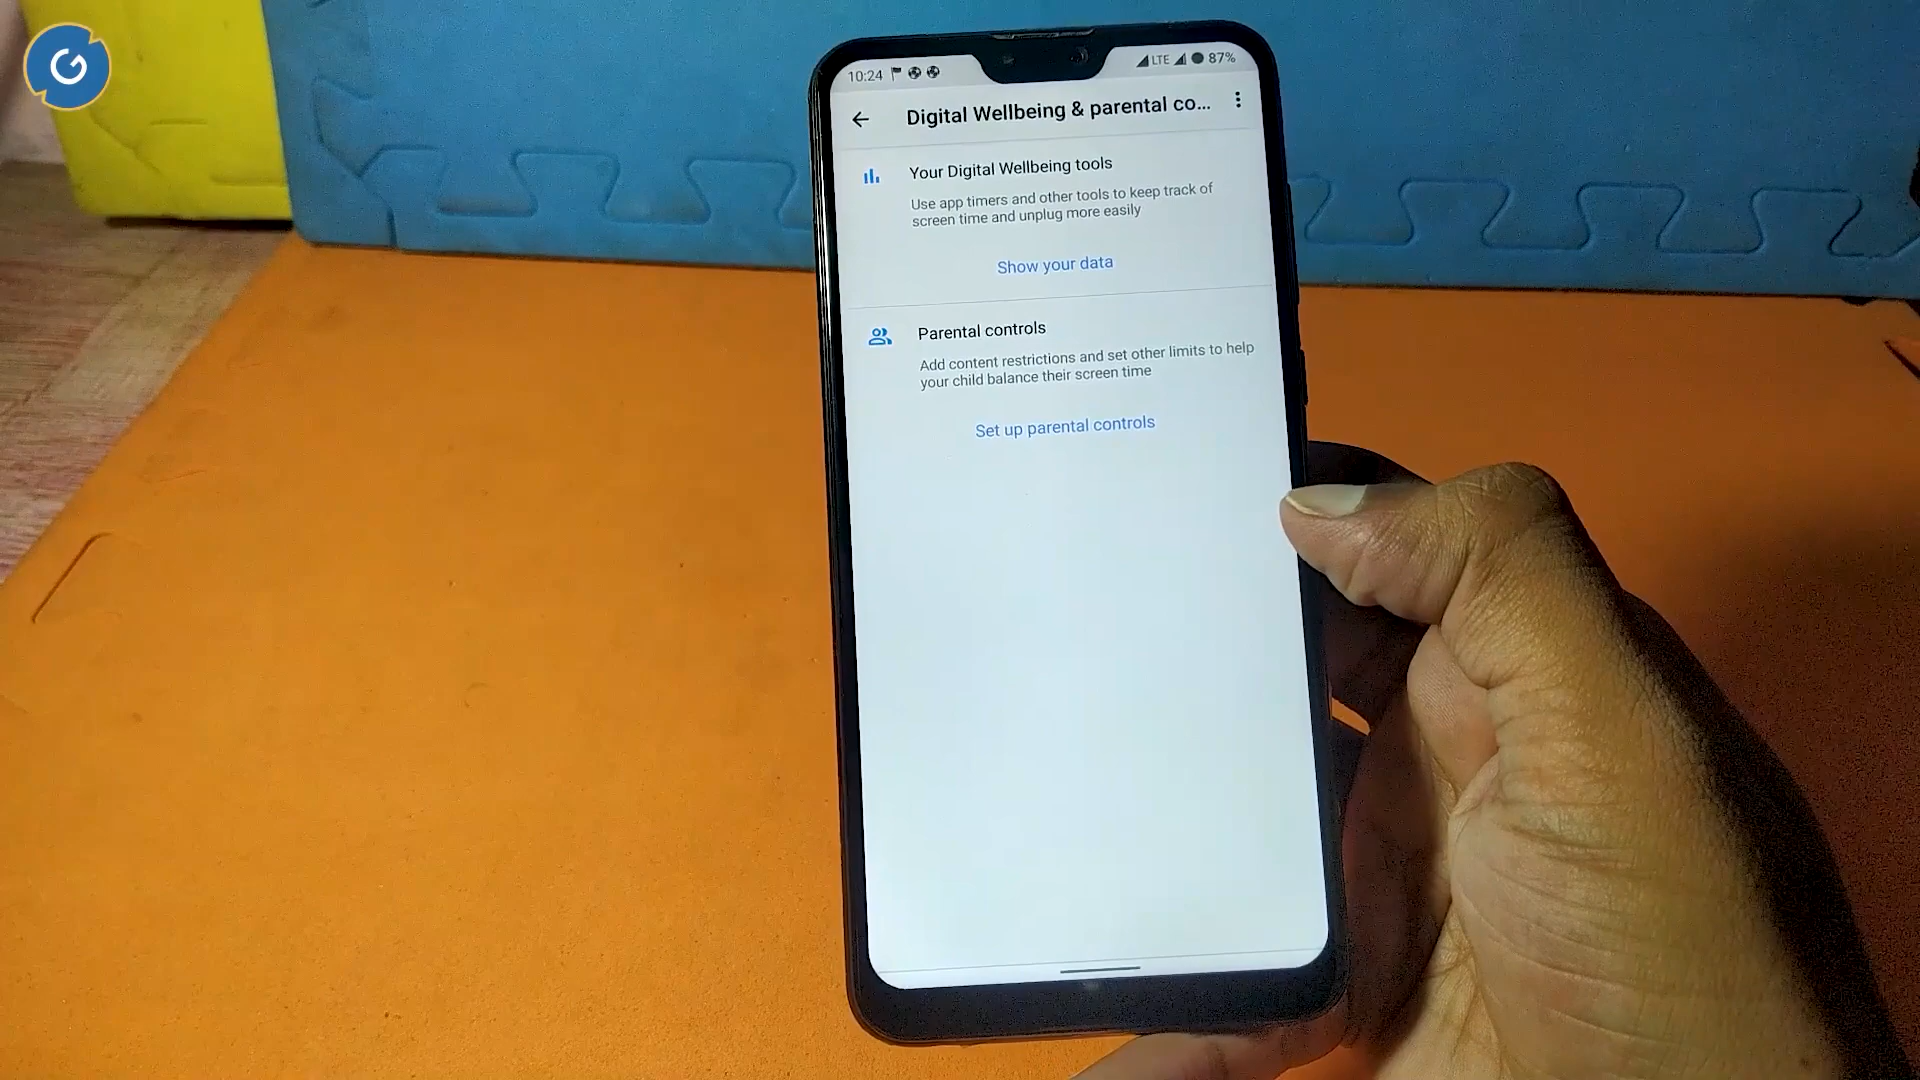 10:24
LTE
87%
Digital Wellbeing & parental co...
Your Digital Wellbeing tools
Use app timers and other tools to keep track of
screen time and unplug more easily
Show your data
Parental controls
Add content restrictions and set other limits to help
your child balance their screen time
Set up parental controls